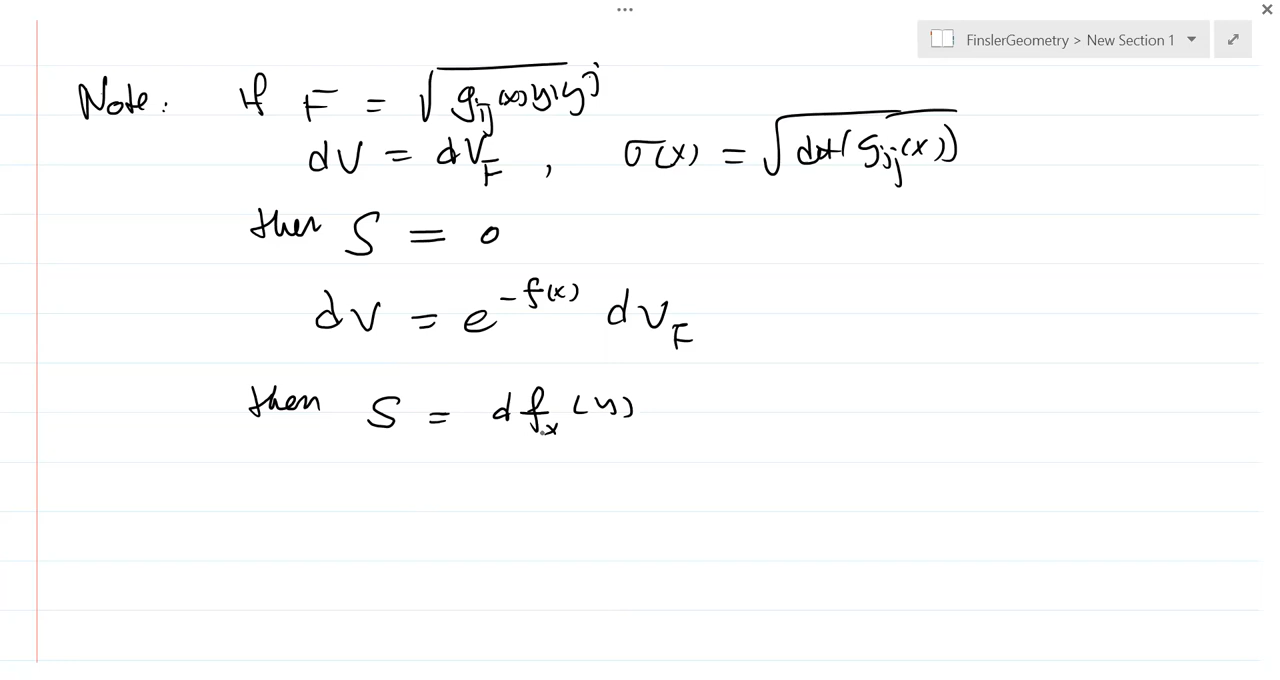 FinslerGeometry > New Section 1
Note: If F = √(g_ij(x)y^i y^j)
dV = dV_F , σ(x) = √(det(g_ij(x)))
then S = 0
dV = e^{-f(x)} dV_F
then S = df_x(y)